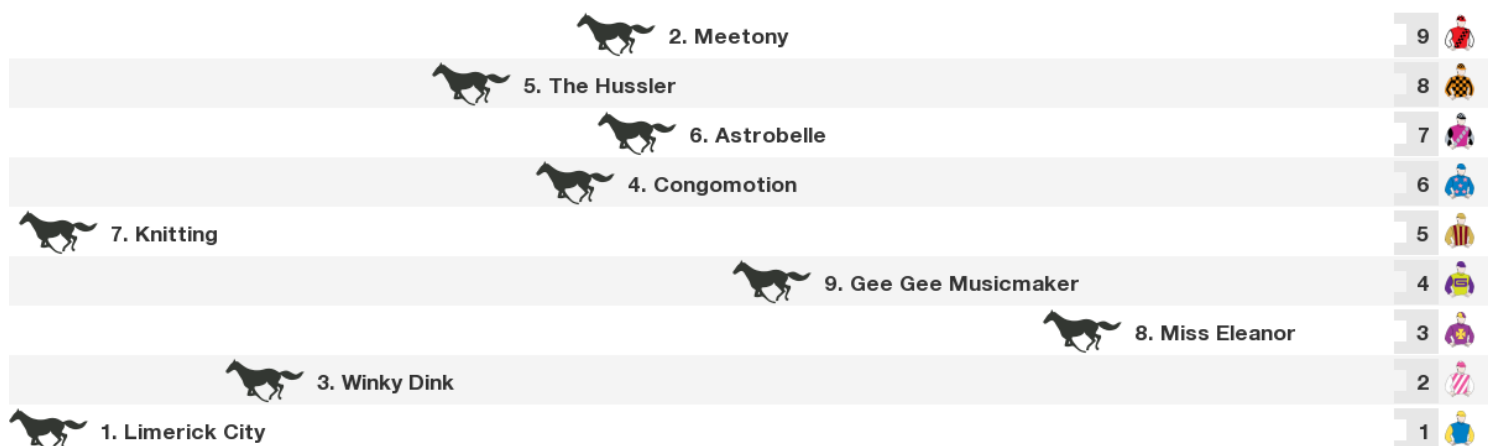 2. Meetony 9
5. The Hussler 8
6. Astrobelle 7
4. Congomotion 6
7. Knitting 5
9. Gee Gee Musicmaker 4
8. Miss Eleanor 3
3. Winky Dink 2
1. Limerick City 1